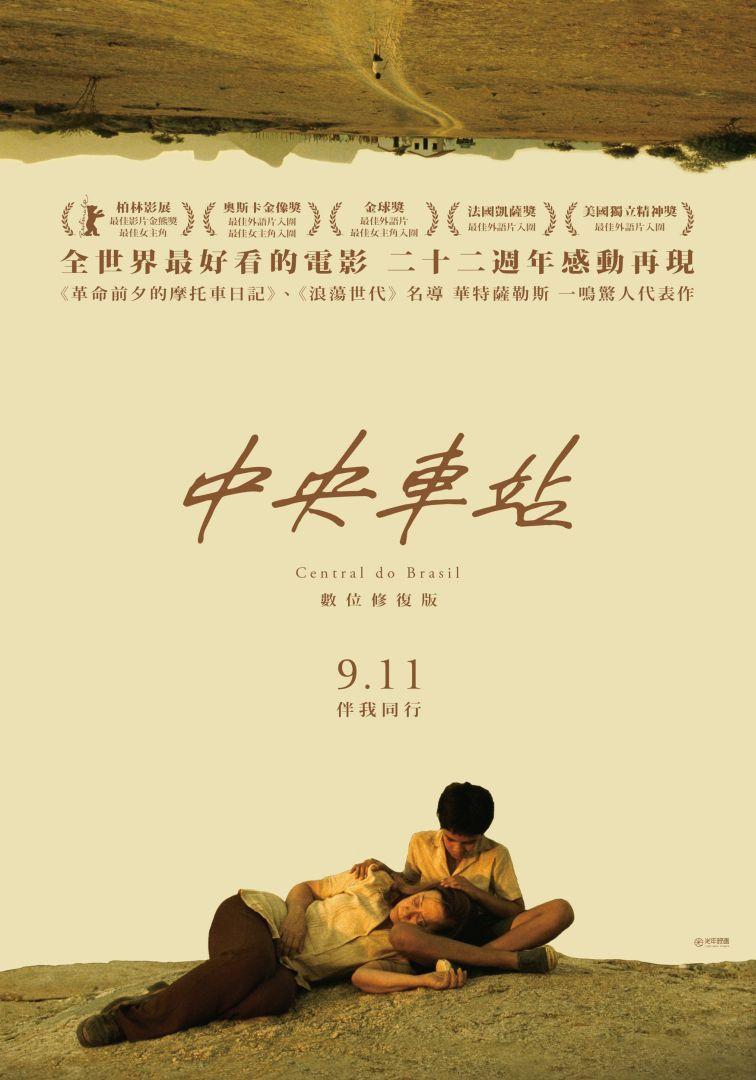 柏林影展
最佳影片金熊獎
最佳女主角
奧斯卡金像獎
最佳外語片入圍
最佳女主角入圍
金球獎
最佳外語片
最佳女主角入圍
法國凱薩獎
最佳外語片入圍
美國獨立精神獎
最佳外語片入圍
全世界最好看的電影 二十二週年感動再現
《革命前夕的摩托車日記》、《浪蕩世代》名導 華特薩勒斯 一鳴驚人代表作
中央車站
Central do Brasil
數位修復版
9.11
伴我同行
光年映畫